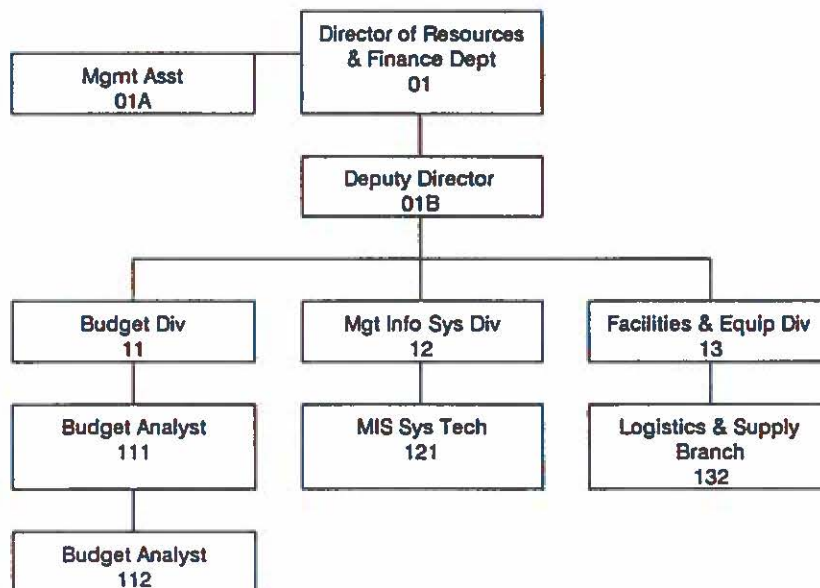 Director of Resources
& Finance Dept
01
Mgmt Asst
01A
Deputy Director
01B
Budget Div
11
Mgt Info Sys Div
12
Facilities & Equip Div
13
Budget Analyst
111
MIS Sys Tech
121
Logistics & Supply
Branch
132
Budget Analyst
112